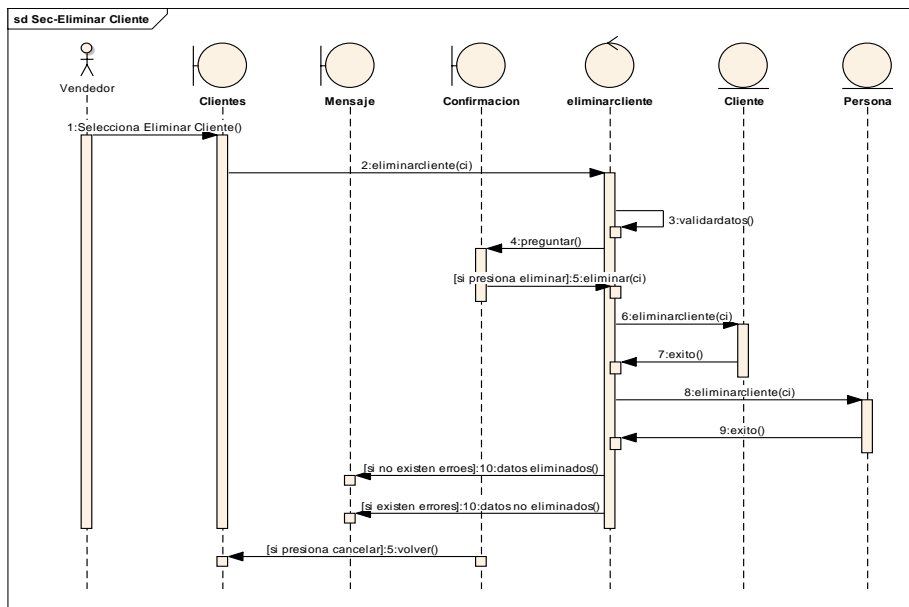 sd Sec-Eliminar Cliente
Vendedor
Clientes
Mensaje
Confirmacion
eliminarcliente
Cliente
Persona
1:Selecciona Eliminar Cliente()
2:eliminarcliente(ci)
3:validardatos()
4:preguntar()
[si presiona eliminar]:5:eliminar(ci)
6:eliminarcliente(ci)
7:exito()
8:eliminarcliente(ci)
9:exito()
[si no existen erroes]:10:datos eliminados()
[si existen errores]:10:datos no eliminados()
[si presiona cancelar]:5:volver()